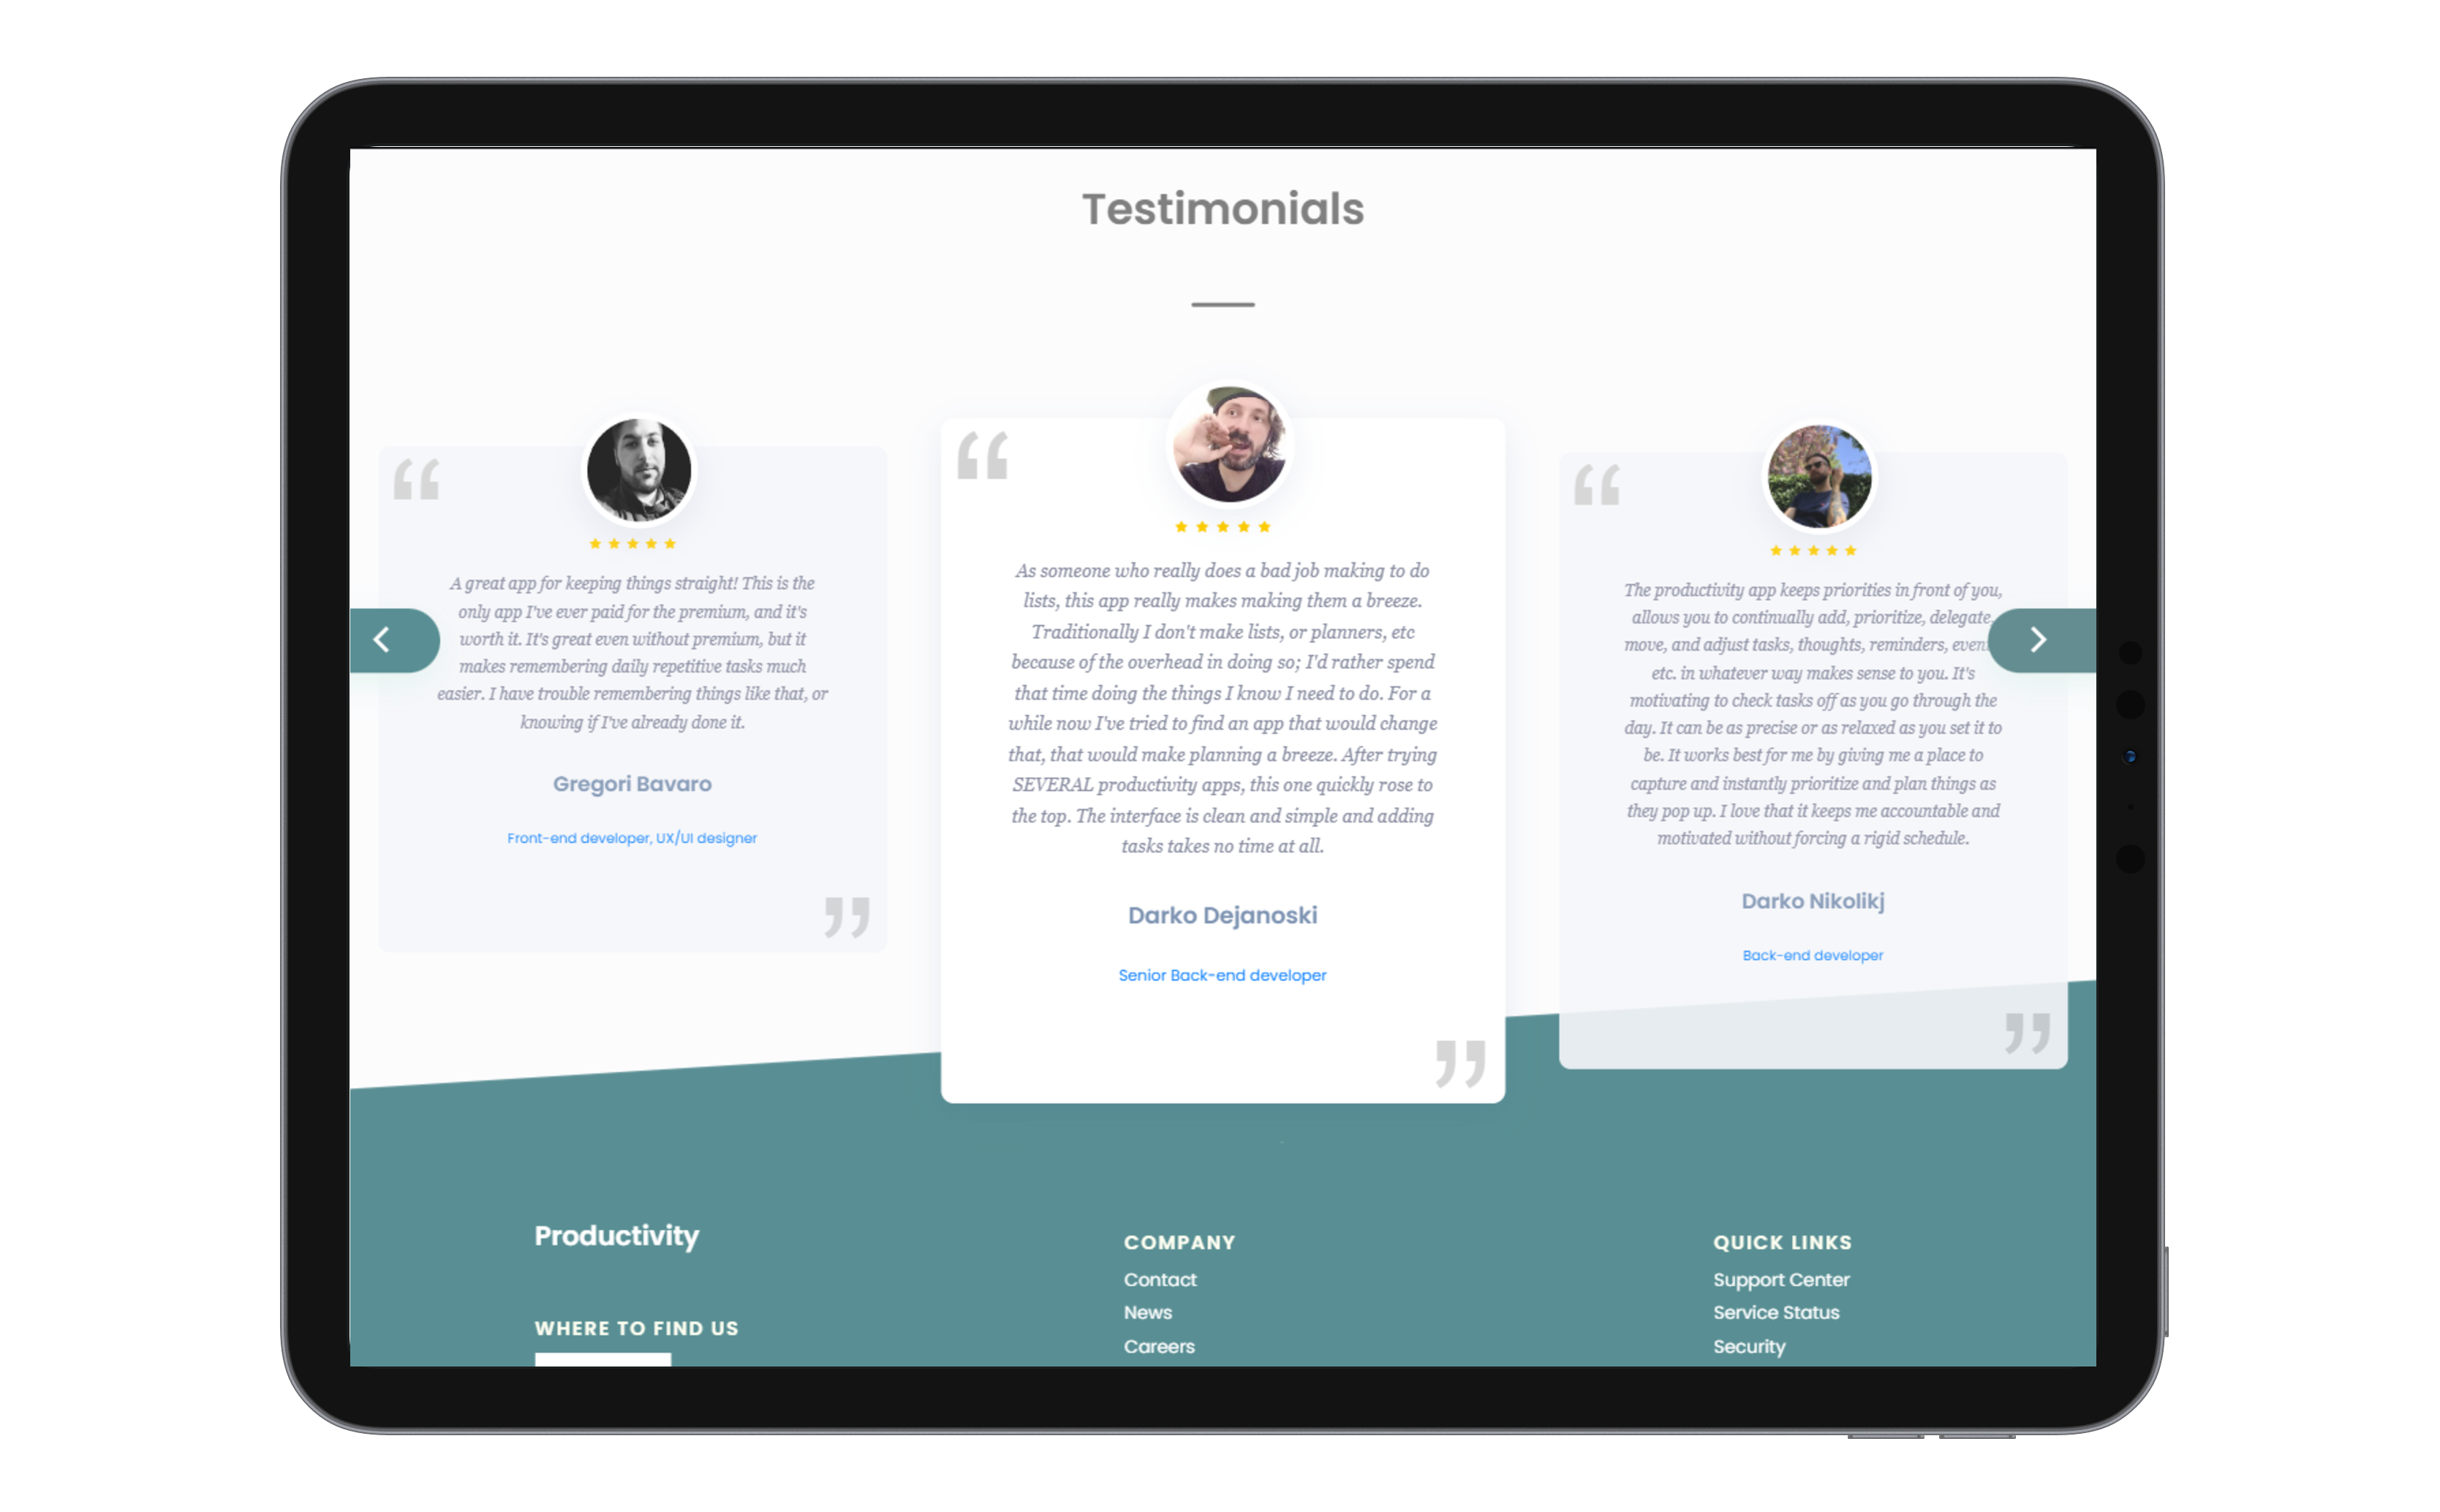 Testimonials
“
A great app for keeping things straight! This is the
only app I've ever paid for the premium, and it's
worth it. It's great even without premium, but it
makes remembering daily repetitive tasks much
easier. I have trouble remembering things like that, or
knowing if I've already done it.
Gregori Bavaro
Front-end developer, UX/UI designer
”
“
As someone who really does a bad job making to do
lists, this app really makes making them a breeze.
Traditionally I don't make lists, or planners, etc
because of the overhead in doing so; I'd rather spend
that time doing the things I know I need to do. For a
while now I've tried to find an app that would change
that, that would make planning a breeze. After trying
SEVERAL productivity apps, this one quickly rose to
the top. The interface is clean and simple and adding
tasks takes no time at all.
Darko Dejanoski
Senior Back-end developer
”
“
The productivity app keeps priorities in front of you,
allows you to continually add, prioritize, delegate,
move, and adjust tasks, thoughts, reminders,
etc. in whatever way makes sense to you. It's
motivating to check tasks off as you go through the
day. It can be as precise or as relaxed as you set it to
be. It works best for me by giving me a place to
capture and instantly prioritize and plan things as
they pop up. I love that it keeps me accountable and
motivated without forcing a rigid schedule.
Darko Nikolikj
Back-end developer
”
Productivity
WHERE TO FIND US
COMPANY
Contact
News
Careers
QUICK LINKS
Support Center
Service Status
Security